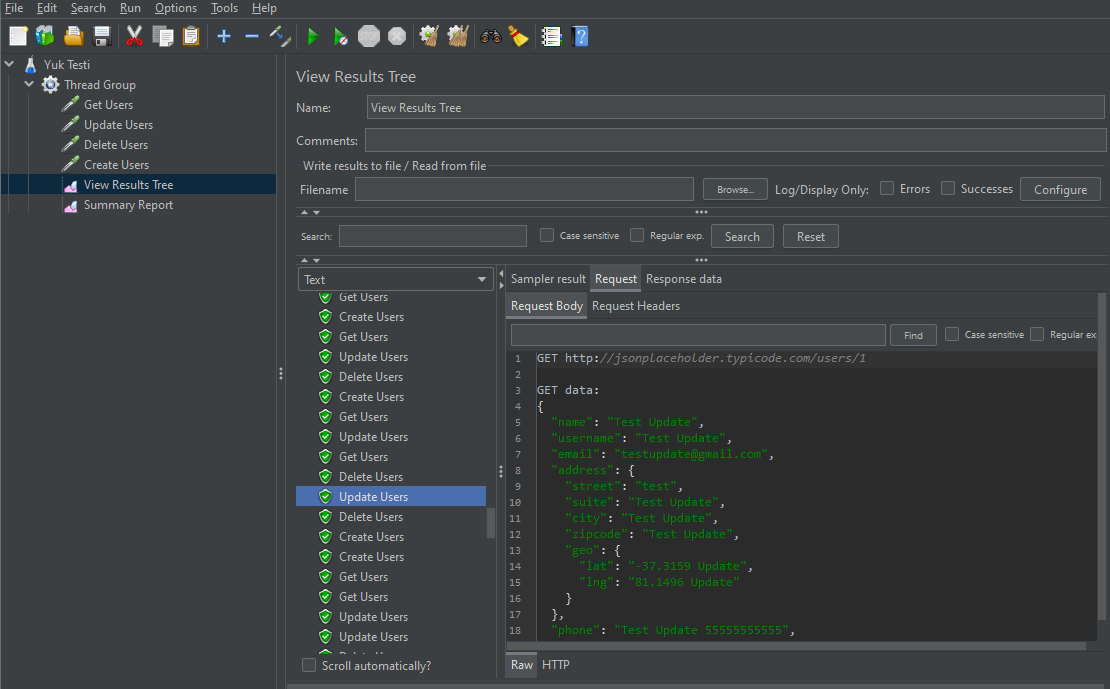 File Edit Search Run Options Tools Help
STOP
?
Yuk Testi
Thread Group
Get Users
Update Users
Delete Users
Create Users
View Results Tree
Summary Report
View Results Tree
Name: View Results Tree
Comments:
Write results to file / Read from file
Filename Browse... Log/Display Only: Errors Successes Configure
Search: Case sensitive Regular exp. Search Reset
Text
Get Users
Create Users
Get Users
Update Users
Delete Users
Create Users
Get Users
Update Users
Get Users
Delete Users
Update Users
Delete Users
Create Users
Create Users
Get Users
Get Users
Update Users
Update Users
Scroll automatically?
Sampler result Request Response data
Request Body Request Headers
Find Case sensitive Regular ex
1 GET http://jsonplaceholder.typicode.com/users/1
2
3 GET data:
4 {
5 "name": "Test Update",
6 "username": "Test Update",
7 "email": "testupdate@gmail.com",
8 "address": {
9 "street": "test",
10 "suite": "Test Update",
11 "city": "Test Update",
12 "zipcode": "Test Update",
13 "geo": {
14 "lat": "-37.3159 Update",
15 "lng": "81.1496 Update"
16 }
17 },
18 "phone": "Test Update 55555555555",
Raw HTTP